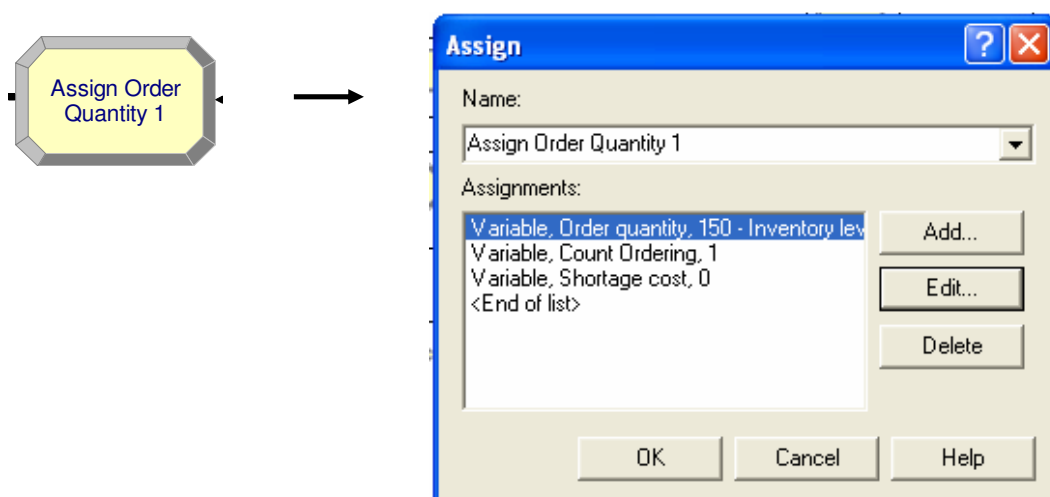 Assign Order
Quantity 1
Assign
Name:
Assign Order Quantity 1
Assignments:
Variable, Order quantity, 150 - Inventory lev
Variable, Count Ordering, 1
Variable, Shortage cost, 0
<End of list>
Add...
Edit...
Delete
OK
Cancel
Help